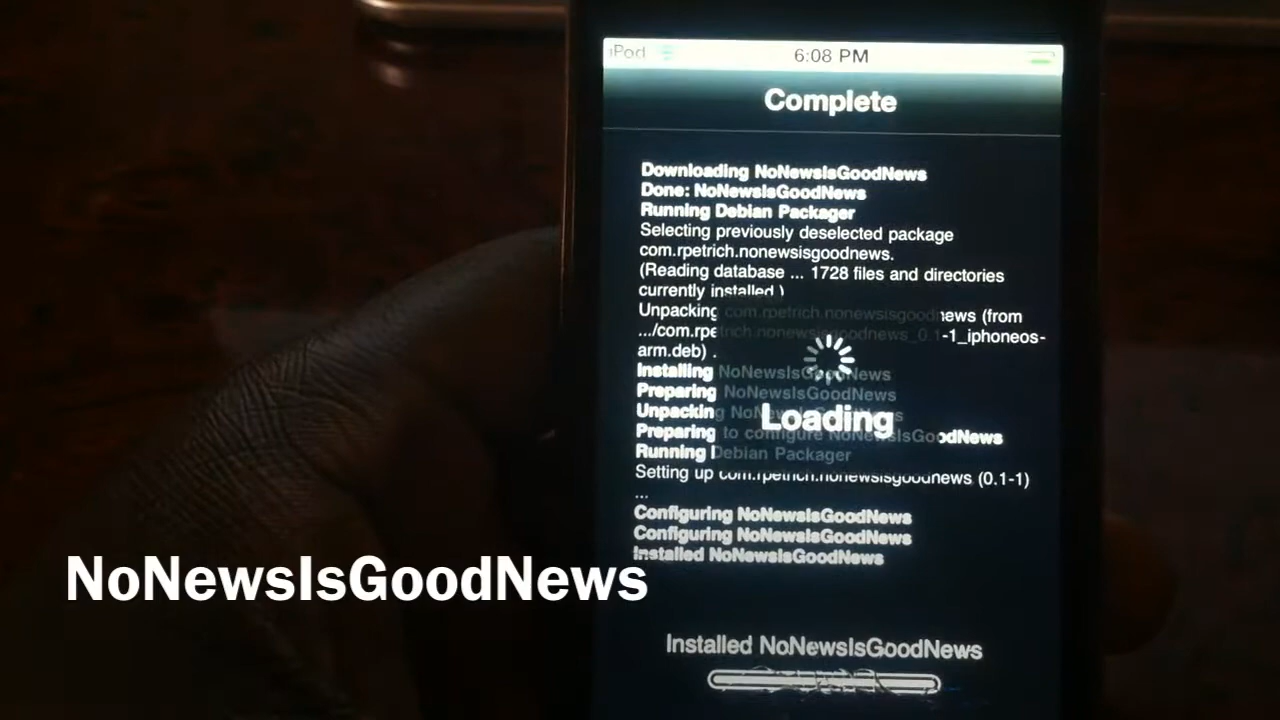 iPod
6:08 PM
Complete
Downloading NoNewsIsGoodNews
Done: NoNewsIsGoodNews
Running Debian Packager
Selecting previously deselected package
com.rpetrich.nonewsisgoodnews.
(Reading database ... 1728 files and directories
currently installed.)
Unpacking com.rpetrich.nonewsisgoodnews (from
.../com.rpetrich.nonewsisgoodnews_0.1-1_iphoneos-
arm.deb) .
Installing NoNewsIsGoodNews
Preparing NoNewsIsGoodNews
Unpacking NoNewsIsGoodNews
Loading
Preparing to configure NoNewsIsGoodNews
Running Debian Packager
Setting up com.rpetrich.nonewsisgoodnews (0.1-1)
...
Configuring NoNewsIsGoodNews
Configuring NoNewsIsGoodNews
Installed NoNewsIsGoodNews
NoNewsIsGoodNews
Installed NoNewsIsGoodNews